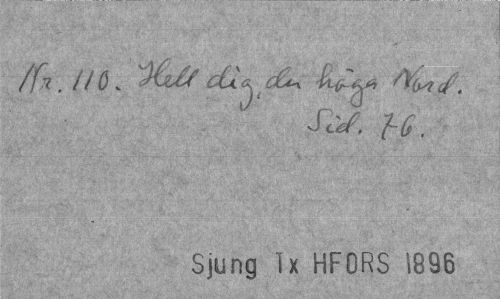 Nr. 110. Hell dig, du höga Nord.
Sid. 76.
Sjung Tx HFORS 1896